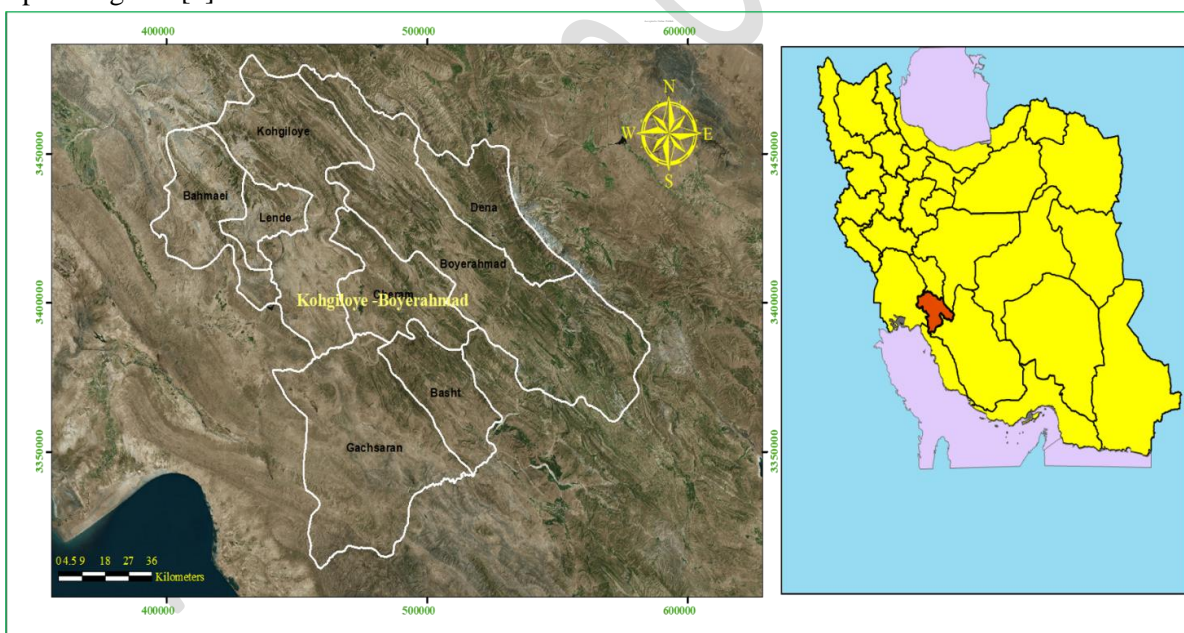 400000 500000 600000
N
W E
S
3450000 3450000
Kohgiloye
Bahmaei
Lende
Dena
Boyerahmad
Cheram
Kohgiloye -Boyerahmad
3400000 3400000
Basht
Gachsaran
3350000 3350000
0 4.5 9 18 27 36
Kilometers
400000 500000 600000